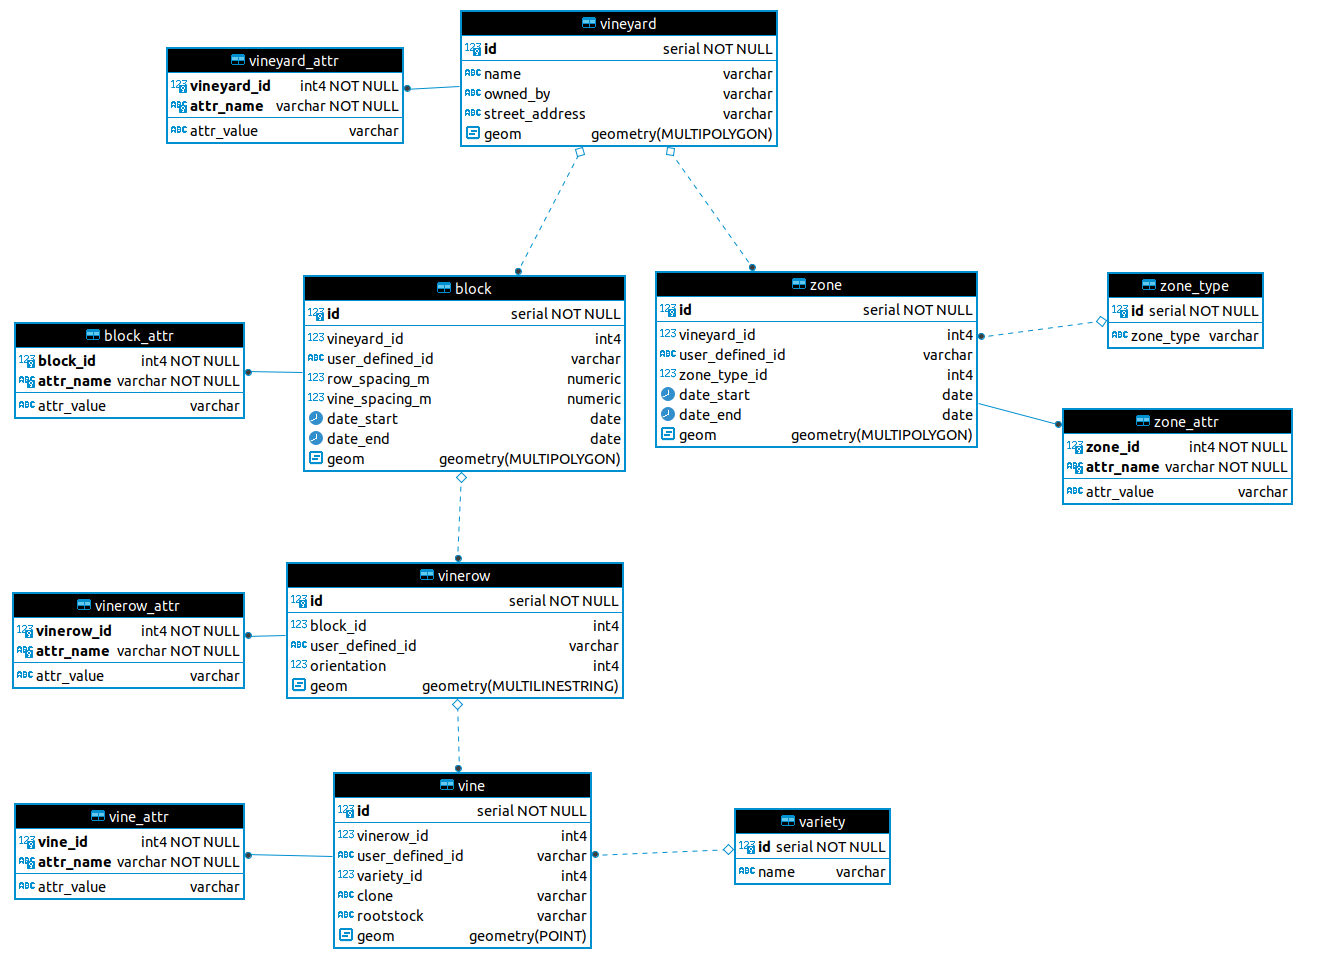 vineyard
id serial NOT NULL
name varchar
owned_by varchar
street_address varchar
geom geometry(MULTIPOLYGON)
vineyard_attr
vineyard_id int4 NOT NULL
attr_name varchar NOT NULL
attr_value varchar
block
id serial NOT NULL
vineyard_id int4
user_defined_id varchar
row_spacing_m numeric
vine_spacing_m numeric
date_start date
date_end date
geom geometry(MULTIPOLYGON)
zone
id serial NOT NULL
vineyard_id int4
user_defined_id varchar
zone_type_id int4
date_start date
date_end date
geom geometry(MULTIPOLYGON)
zone_type
id serial NOT NULL
zone_type varchar
block_attr
block_id int4 NOT NULL
attr_name varchar NOT NULL
attr_value varchar
zone_attr
zone_id int4 NOT NULL
attr_name varchar NOT NULL
attr_value varchar
vinerow
id serial NOT NULL
block_id int4
user_defined_id varchar
orientation int4
geom geometry(MULTILINESTRING)
vinerow_attr
vinerow_id int4 NOT NULL
attr_name varchar NOT NULL
attr_value varchar
vine
id serial NOT NULL
vinerow_id int4
user_defined_id varchar
variety_id int4
clone varchar
rootstock varchar
geom geometry(POINT)
vine_attr
vine_id int4 NOT NULL
attr_name varchar NOT NULL
attr_value varchar
variety
id serial NOT NULL
name varchar